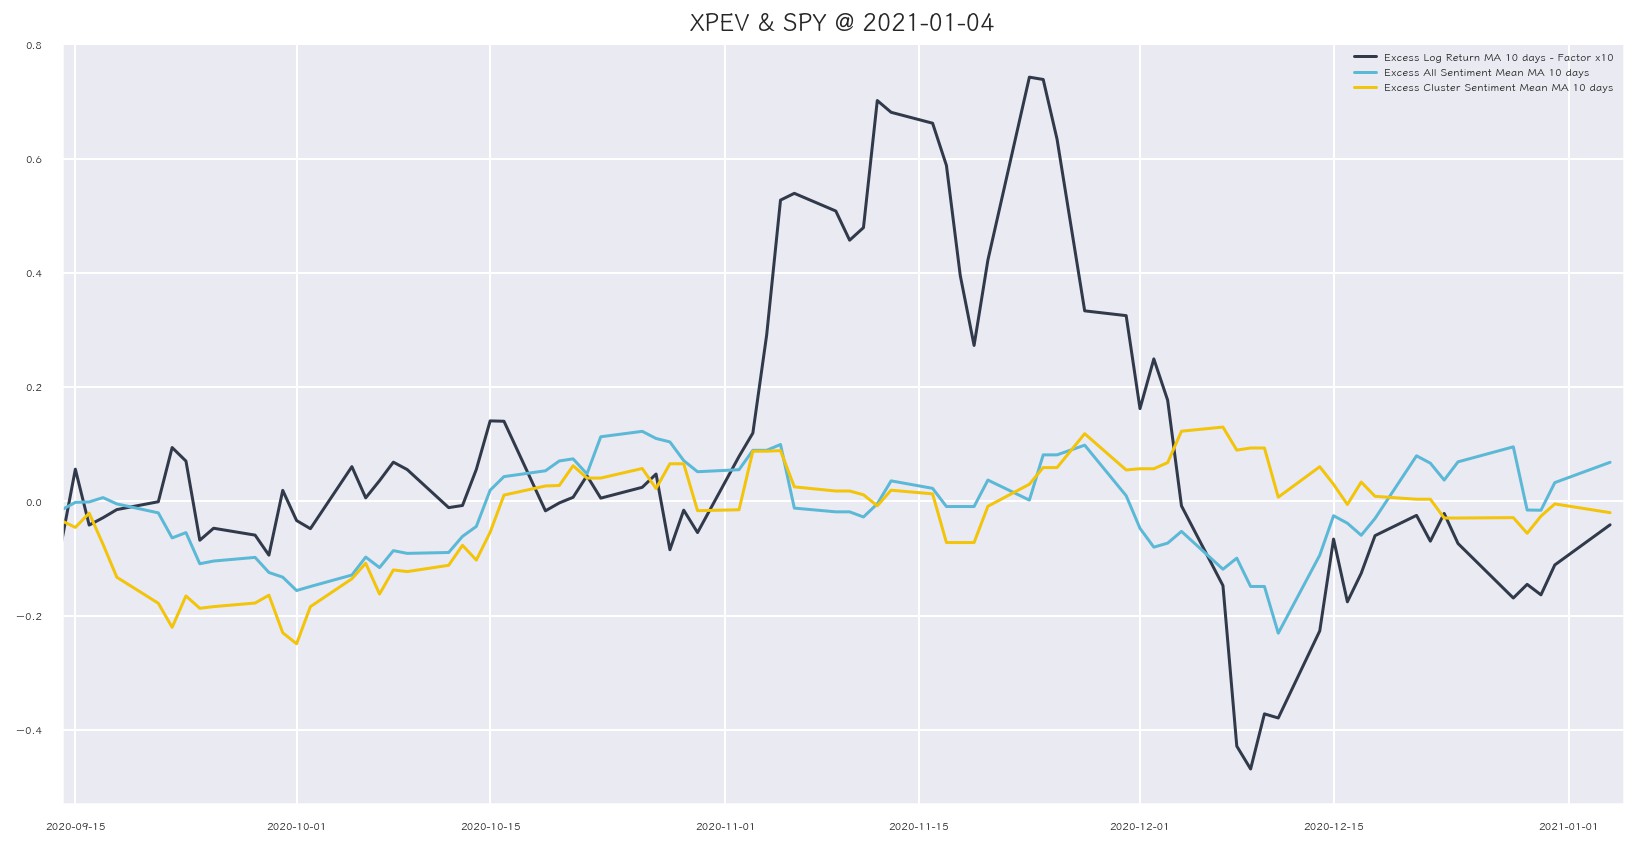 XPEV & SPY @ 2021-01-04
Excess Log Return MA 10 days - Factor x10
Excess All Sentiment Mean MA 10 days
Excess Cluster Sentiment Mean MA 10 days
0.8
0.6
0.4
0.2
0.0
−0.2
−0.4
2020-09-15 2020-10-01 2020-10-15 2020-11-01 2020-11-15 2020-12-01 2020-12-15 2021-01-01